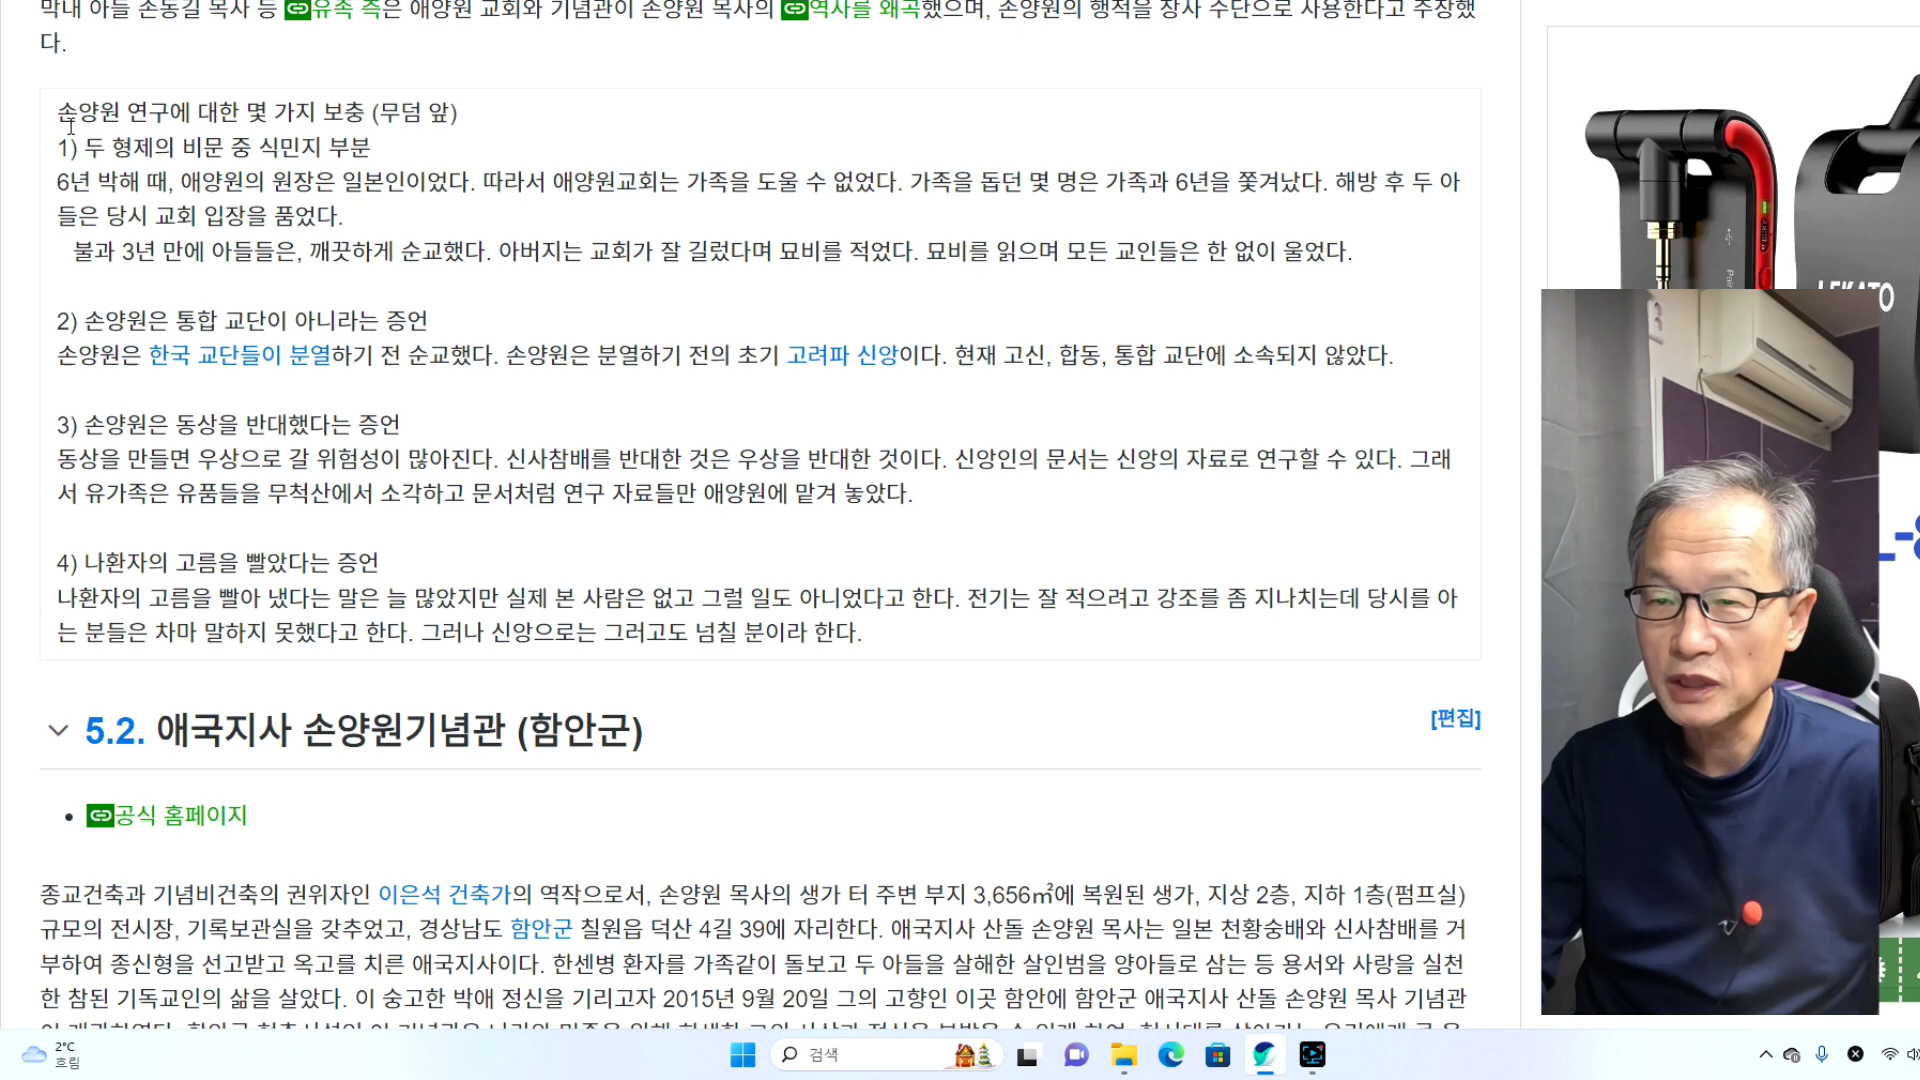 막내 아들 손동길 목사 등 유족 측은 애양원 교회와 기념관이 손양원 목사의 역사를 왜곡했으며, 손양원의 행적을 장사 수단으로 사용한다고 주장했
다.
손양원 연구에 대한 몇 가지 보충 (무덤 앞)
1) 두 형제의 비문 중 식민지 부분
6년 박해 때, 애양원의 원장은 일본인이었다. 따라서 애양원교회는 가족을 도울 수 없었다. 가족을 돕던 몇 명은 가족과 6년을 쫓겨났다. 해방 후 두 아
들은 당시 교회 입장을 품었다.
불과 3년 만에 아들들은, 깨끗하게 순교했다. 아버지는 교회가 잘 길렀다며 묘비를 적었다. 묘비를 읽으며 모든 교인들은 한 없이 울었다.
2) 손양원은 통합 교단이 아니라는 증언
손양원은 한국 교단들이 분열하기 전 순교했다. 손양원은 분열하기 전의 초기 고려파 신앙이다. 현재 고신, 합동, 통합 교단에 소속되지 않았다.
3) 손양원은 동상을 반대했다는 증언
동상을 만들면 우상으로 갈 위험성이 많아진다. 신사참배를 반대한 것은 우상을 반대한 것이다. 신앙인의 문서는 신앙의 자료로 연구할 수 있다. 그래
서 유가족은 유품들을 무척산에서 소각하고 문서처럼 연구 자료들만 애양원에 맡겨 놓았다.
4) 나환자의 고름을 빨았다는 증언
나환자의 고름을 빨아 냈다는 말은 늘 많았지만 실제 본 사람은 없고 그럴 일도 아니었다고 한다. 전기는 잘 적으려고 강조를 좀 지나치는데 당시를 아
는 분들은 차마 말하지 못했다고 한다. 그러나 신앙으로는 그러고도 넘칠 분이라 한다.
5.2. 애국지사 손양원기념관 (함안군)
[편집]
공식 홈페이지
종교건축과 기념비건축의 권위자인 이은석 건축가의 역작으로서, 손양원 목사의 생가 터 주변 부지 3,656㎡에 복원된 생가, 지상 2층, 지하 1층(펌프실)
규모의 전시장, 기록보관실을 갖추었고, 경상남도 함안군 칠원읍 덕산 4길 39에 자리한다. 애국지사 산돌 손양원 목사는 일본 천황숭배와 신사참배를 거
부하여 종신형을 선고받고 옥고를 치른 애국지사이다. 한센병 환자를 가족같이 돌보고 두 아들을 살해한 살인범을 양아들로 삼는 등 용서와 사랑을 실천
한 참된 기독교인의 삶을 살았다. 이 숭고한 박애 정신을 기리고자 2015년 9월 20일 그의 고향인 이곳 함안에 함안군 애국지사 산돌 손양원 목사 기념관
2°C
흐림
검색